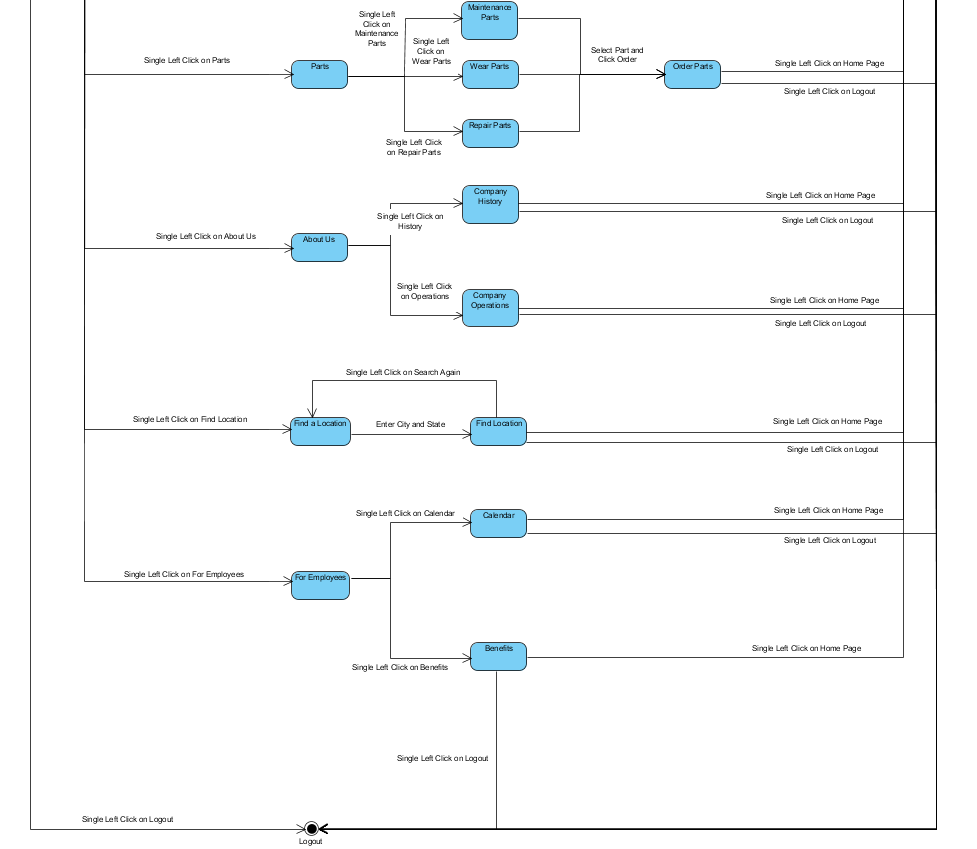 Single Left
Click on
Maintenance
Parts
Maintenance
Parts
Single Left
Click on
Wear Parts
Select Part and
Click Order
Single Left Click on Parts
Parts
Wear Parts
Order Parts
Single Left Click on Home Page
Single Left Click on Logout
Repair Parts
Single Left Click
on Repair Parts
Company
History
Single Left Click on Home Page
Single Left Click on
History
Single Left Click on Logout
Single Left Click on About Us
About Us
Single Left Click
on Operations
Company
Operations
Single Left Click on Home Page
Single Left Click on Logout
Single Left Click on Search Again
Single Left Click on Find Location
Find a Location
Enter City and State
Find Location
Single Left Click on Home Page
Single Left Click on Logout
Single Left Click on Calendar
Calendar
Single Left Click on Home Page
Single Left Click on Logout
Single Left Click on For Employees
For Employees
Single Left Click on Benefits
Benefits
Single Left Click on Home Page
Single Left Click on Logout
Single Left Click on Logout
Logout